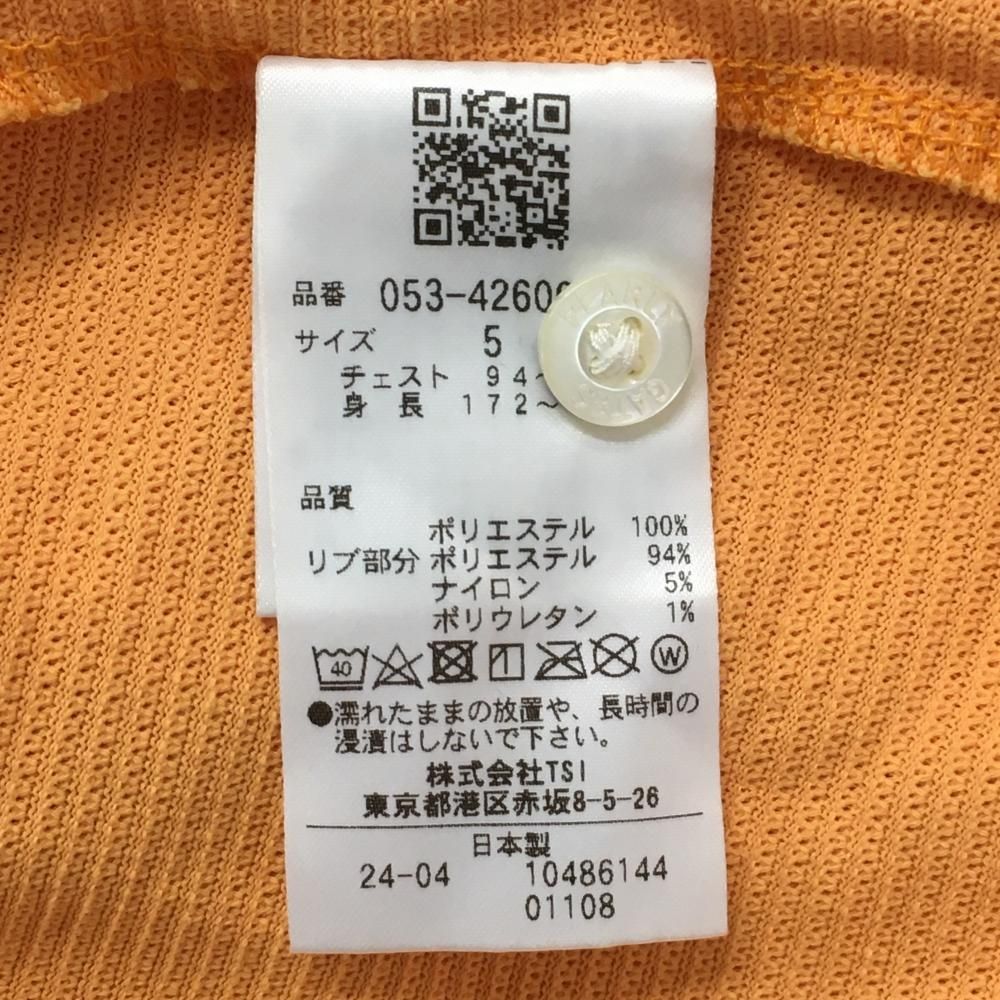 品番 053-42600
サイズ 5
チェスト 94~
身長 172~
品質
ポリエステル 100%
リブ部分 ポリエステル 94%
ナイロン 5%
ポリウレタン 1%
40
W
●濡れたままの放置や、長時間の
浸漬はしないで下さい。
株式会社TSI
東京都港区赤坂8-5-26
日本製
24-04 10486144
01108
PEARLY
GATES